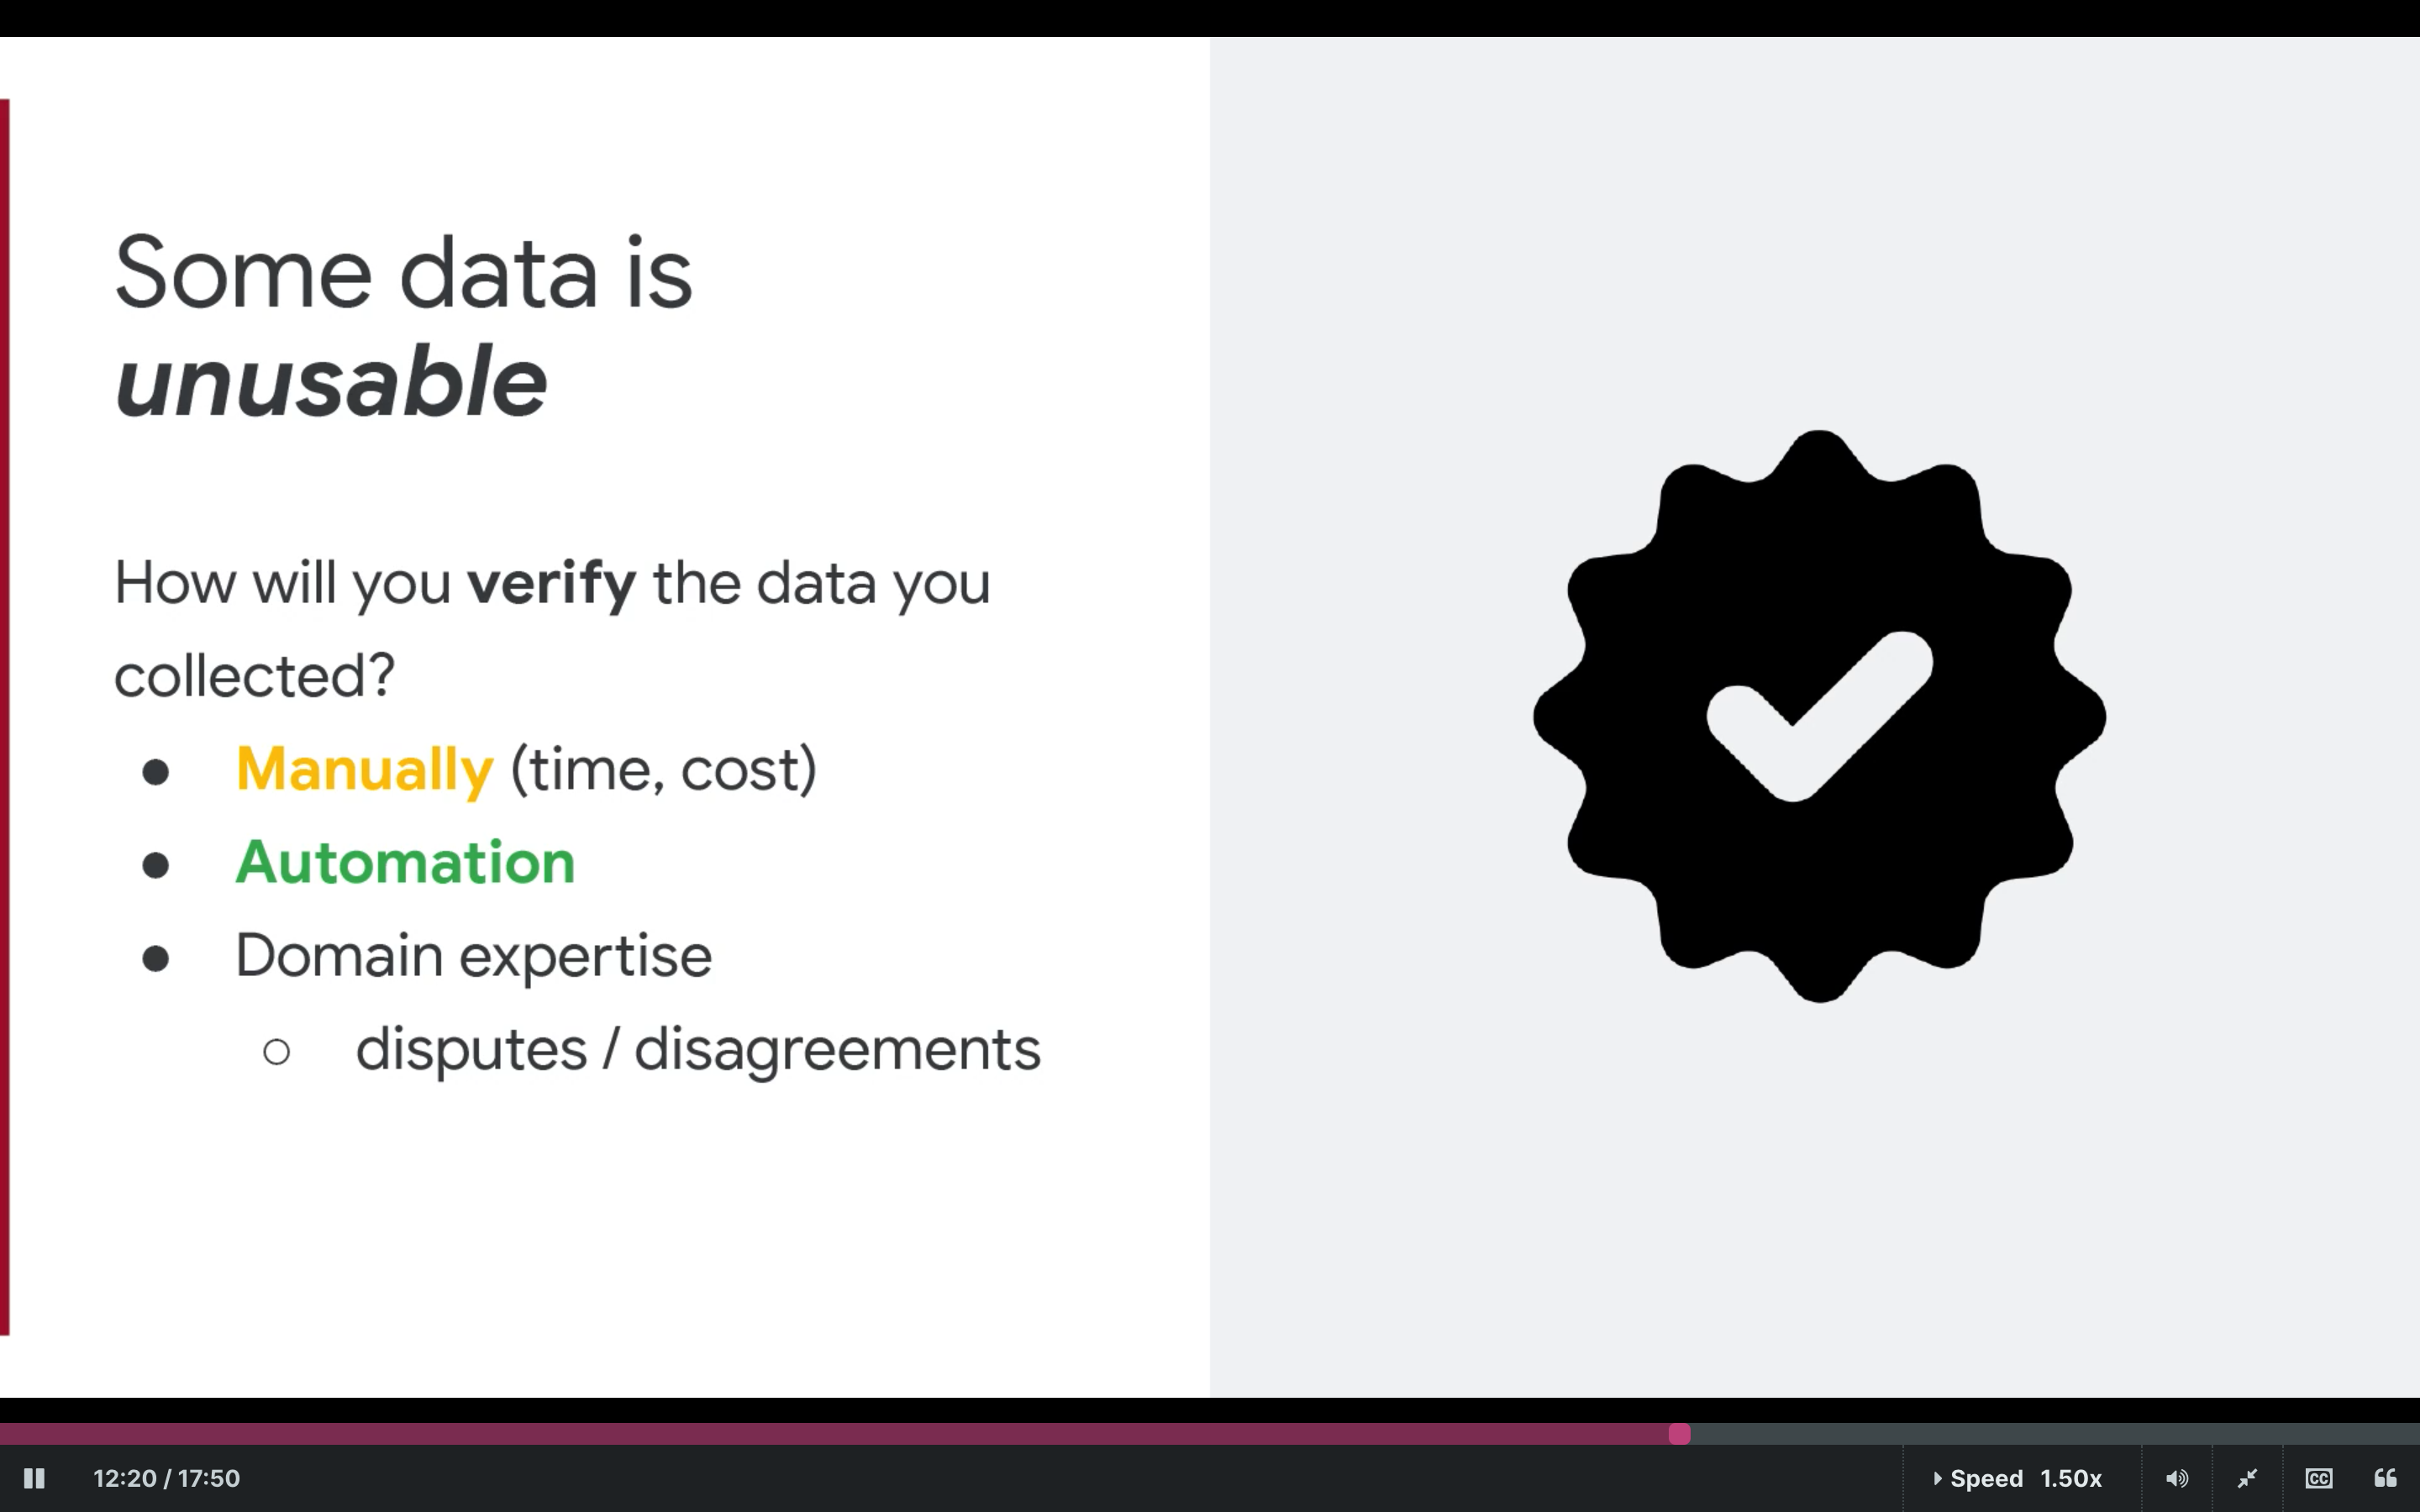 Some data is
unusable
How will you verify the data you
collected?
● Manually (time, cost)
● Automation
● Domain expertise
○ disputes / disagreements
12:20 / 17:50
Speed 1.50x
CC